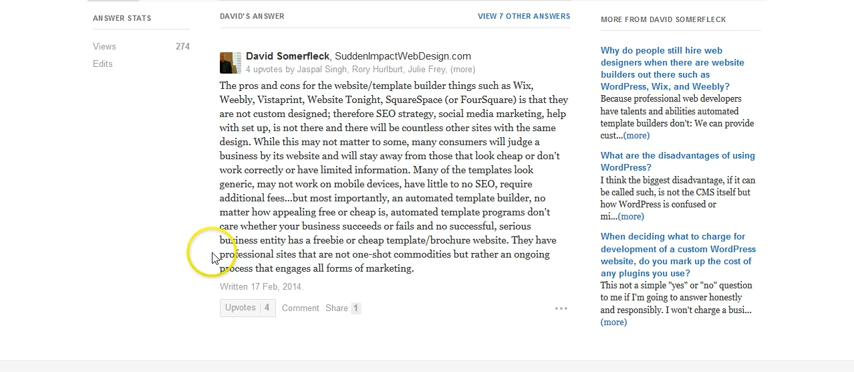 ANSWER STATS
Views 274
Edits
DAVID'S ANSWER VIEW 7 OTHER ANSWERS
David Somerfleck, SuddenImpactWebDesign.com
4 upvotes by Jaspal Singh, Rory Hurlburt, Julie Frey, (more)
The pros and cons for the website/template builder things such as Wix,
Weebly, Vistaprint, Website Tonight, SquareSpace (or FourSquare) is that they
are not custom designed; therefore SEO strategy, social media marketing, help
with set up, is not there and there will be countless other sites with the same
design. While this may not matter to some, many consumers will judge a
business by its website and will stay away from those that look cheap or don't
work correctly or have limited information. Many of the templates look
generic, may not work on mobile devices, have little to no SEO, require
additional fees...but most importantly, an automated template builder, no
matter how appealing free or cheap is, automated template programs don't
care whether your business succeeds or fails and no successful, serious
business entity has a freebie or cheap template/brochure website. They have
professional sites that are not one-shot commodities but rather an ongoing
process that engages all forms of marketing.
Written 17 Feb, 2014.
Upvotes 4 Comment Share 1
MORE FROM DAVID SOMERFLECK
Why do people still hire web
designers when there are website
builders out there such as
WordPress, Wix, and Weebly?
Because professional web developers
have talents and abilities automated
template builders don't: We can provide
cust...(more)
What are the disadvantages of using
WordPress?
I think the biggest disadvantage, if it can
be called such, is not the CMS itself but
how WordPress is confused or
mi...(more)
When deciding what to charge for
development of a custom WordPress
website, do you mark up the cost of
any plugins you use?
This not a simple "yes" or "no" question
to me if I'm going to answer honestly
and responsibly. I won't charge a busi...
(more)